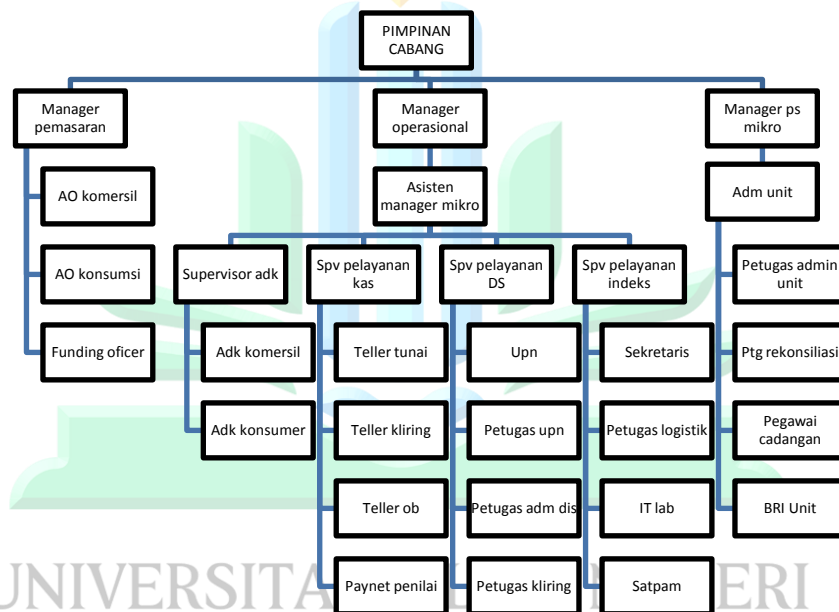 PIMPINAN
CABANG
Manager
pemasaran
Manager
operasional
Manager ps
mikro
AO komersil
Asisten
manager mikro
Adm unit
AO konsumsi
Supervisor adk
Spv pelayanan
kas
Spv pelayanan
DS
Spv pelayanan
indeks
Petugas admin
unit
Funding oficer
Adk komersil
Teller tunai
Upn
Sekretaris
Ptg rekonsiliasi
Adk konsumer
Teller kliring
Petugas upn
Petugas logistik
Pegawai
cadangan
Teller ob
Petugas adm dis
IT lab
BRI Unit
Paynet penilai
Petugas kliring
Satpam